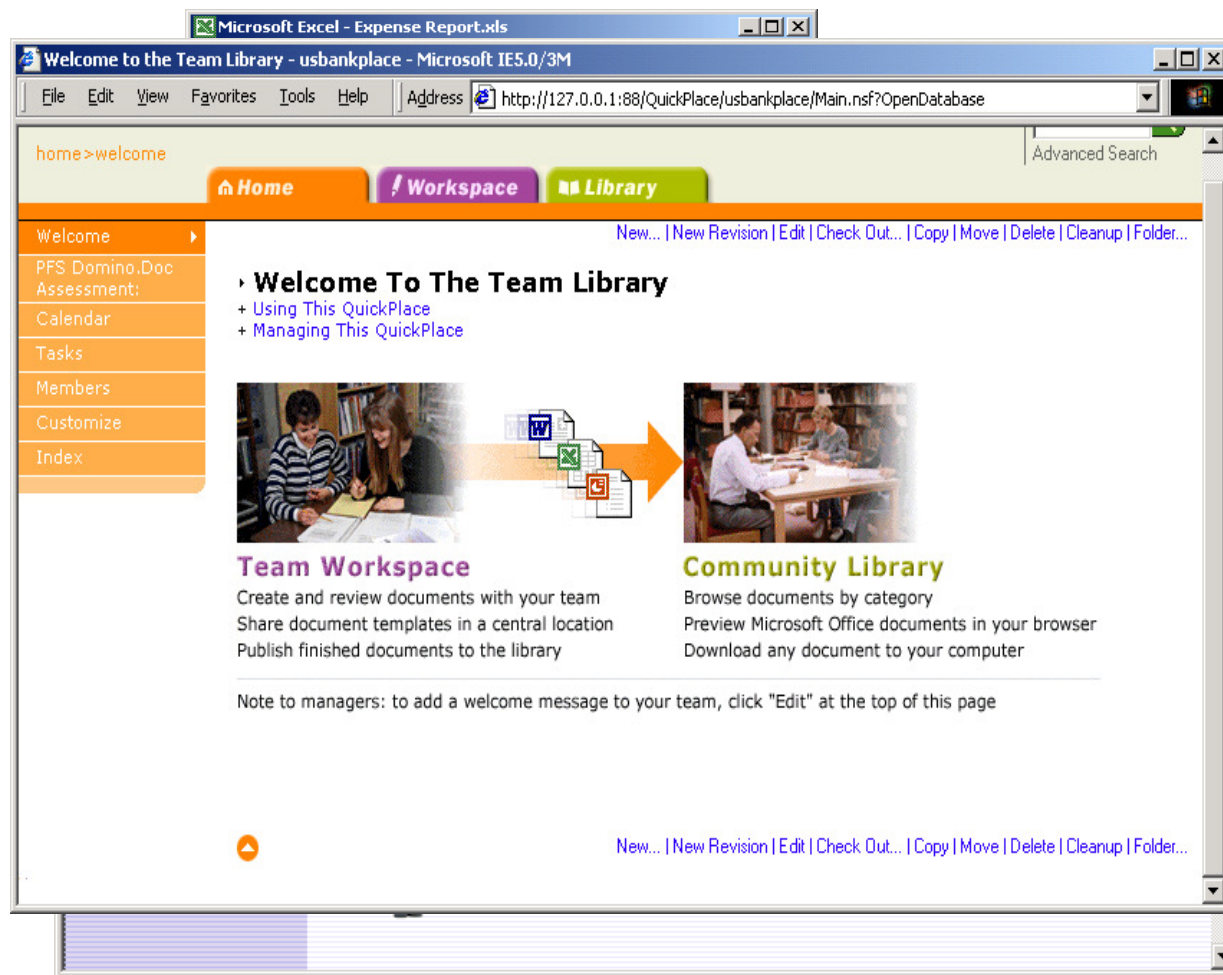 Microsoft Excel - Expense Report.xls
Welcome to the Team Library - usbankplace - Microsoft IE5.0/3M
File Edit View Favorites Tools Help Address http://127.0.0.1:88/QuickPlace/usbankplace/Main.nsf?OpenDatabase
home>welcome
Advanced Search
Home Workspace Library
Welcome
New... | New Revision | Edit | Check Out... | Copy | Move | Delete | Cleanup | Folder...
PFS Domino.Doc
Assessment:
Calendar
Tasks
Members
Customize
Index
Welcome To The Team Library
+ Using This QuickPlace
+ Managing This QuickPlace
W
Team Workspace
Create and review documents with your team
Share document templates in a central location
Publish finished documents to the library
Community Library
Browse documents by category
Preview Microsoft Office documents in your browser
Download any document to your computer
Note to managers: to add a welcome message to your team, click "Edit" at the top of this page
New... | New Revision | Edit | Check Out... | Copy | Move | Delete | Cleanup | Folder...